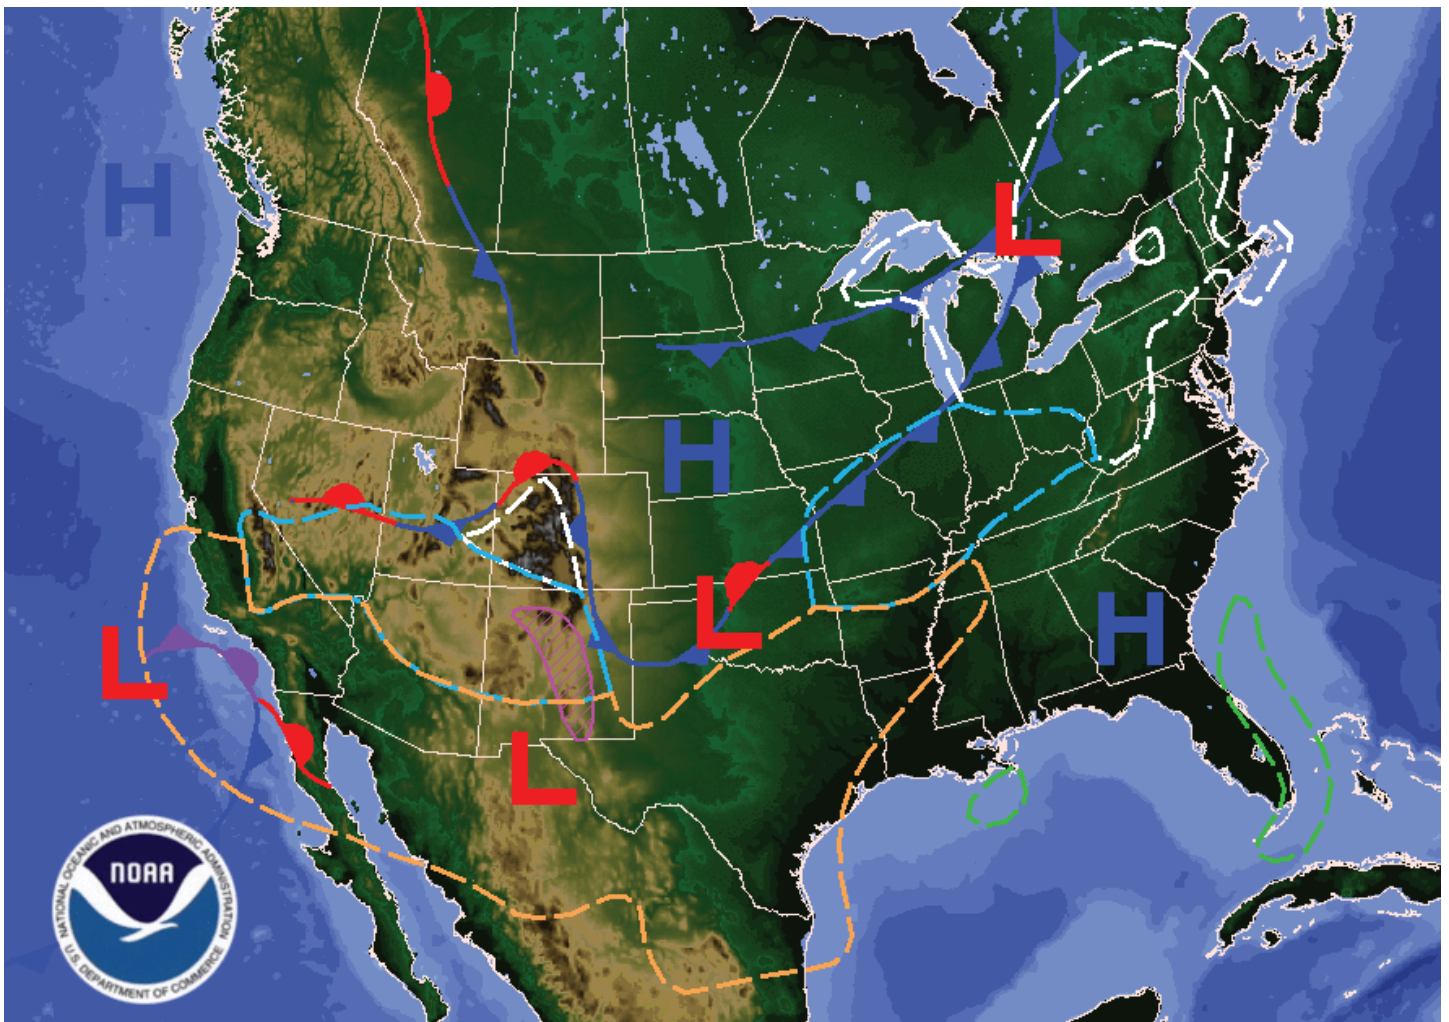 H
L
H
L
H
L
L
NOAA
NATIONAL OCEANIC AND ATMOSPHERIC ADMINISTRATION
U.S. DEPARTMENT OF COMMERCE